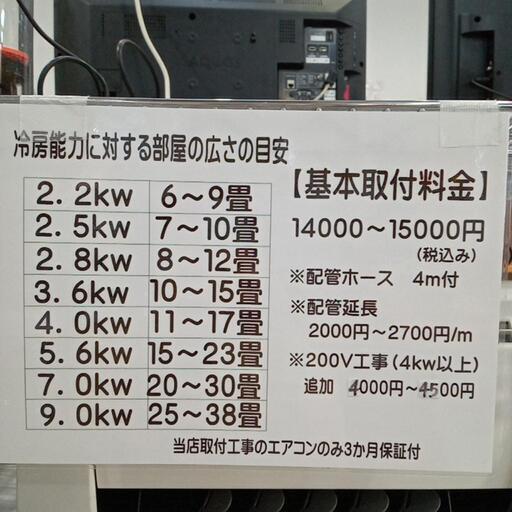 冷房能力に対する部屋の広さの目安
2.2kw 6～9畳
2.5kw 7～10畳
2.8kw 8～12畳
3.6kw 10～15畳
4.0kw 11～17畳
5.6kw 15～23畳
7.0kw 20～30畳
9.0kw 25～38畳
【基本取付料金】
14000～15000円
(税込み)
※配管ホース 4m付
※配管延長
2000円～2700円/m
※200V工事(4kw以上)
追加 4000円～4500円
当店取付工事のエアコンのみ3か月保証付